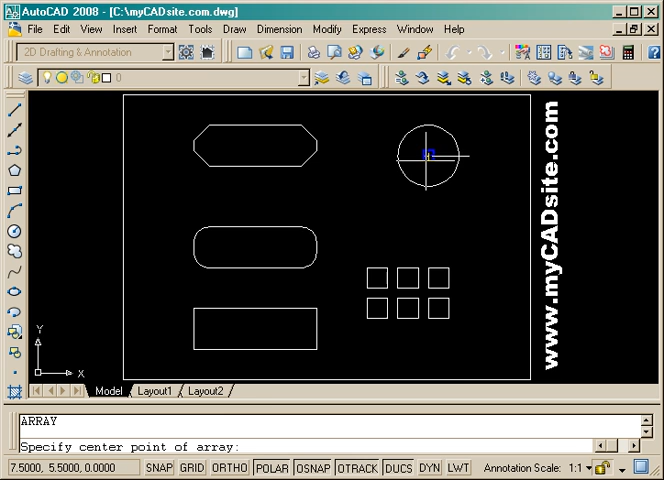 AutoCAD 2008 - [C:\myCADsite.com.dwg]
File Edit View Insert Format Tools Draw Dimension Modify Express Window
2D Drafting & Annotation
0
www.myCADsite.com
Y
X
Model Layout1 Layout2
ARRAY
Specify center point of array:
7.5000, 5.5000, 0.0000 SNAP GRID ORTHO POLAR OSNAP OTRACK DUCS DYN LWT Annotation Scale: 1:1